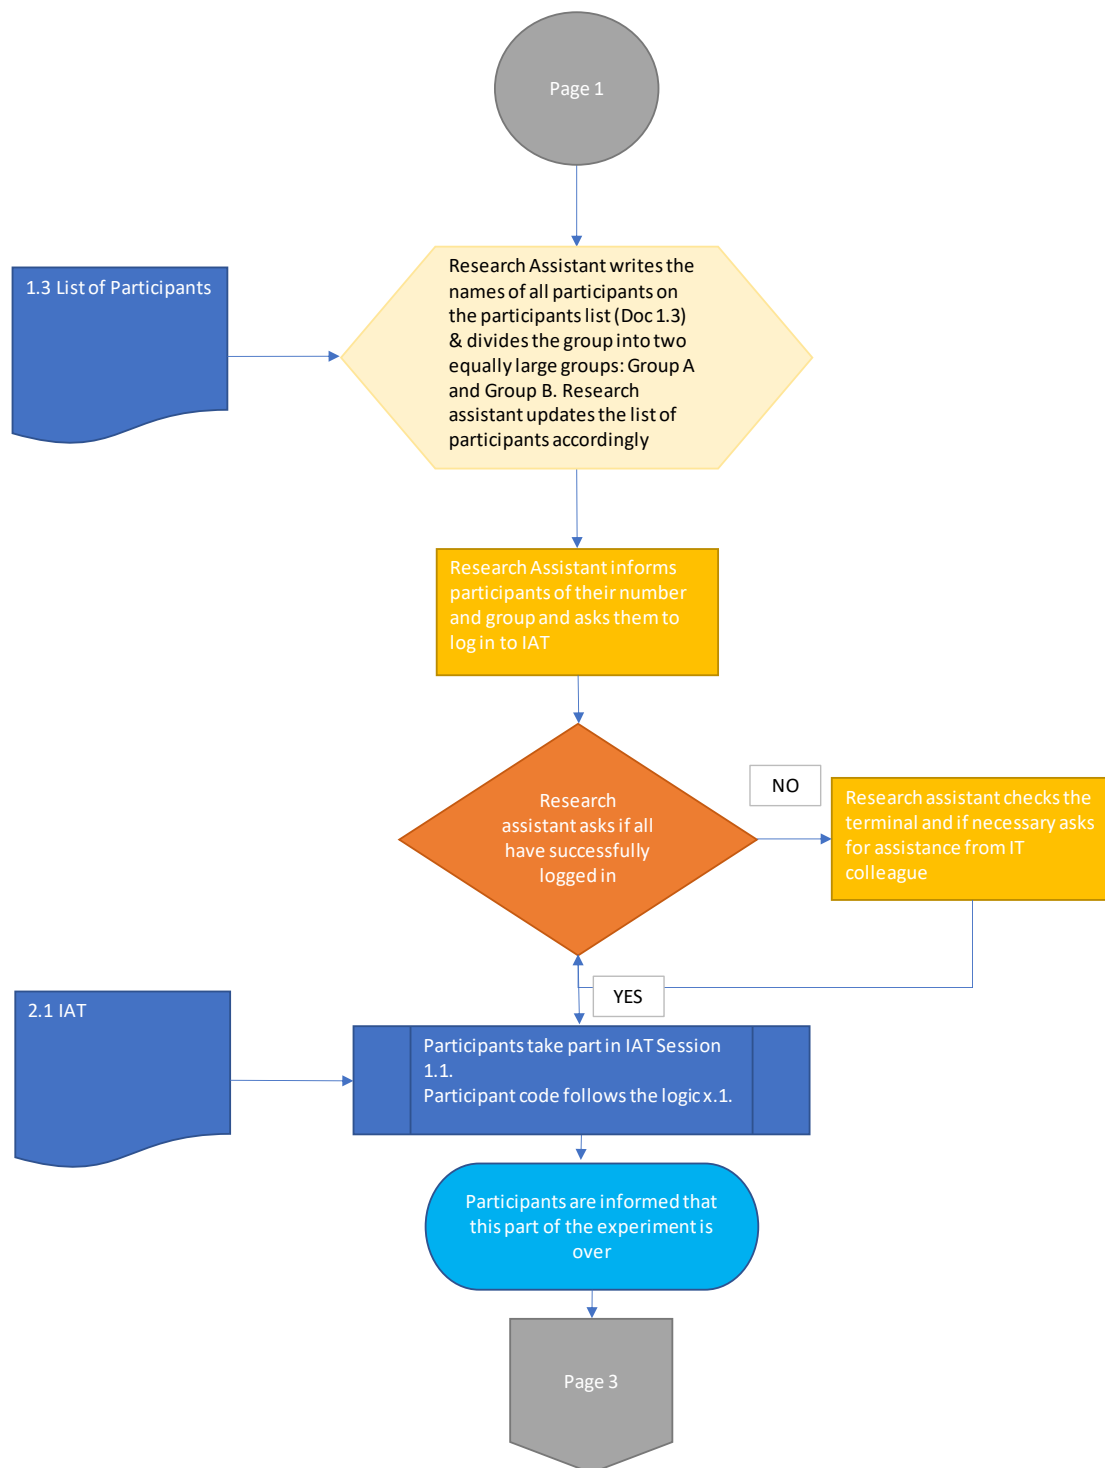 Page 1
1.3 List of Participants
Research Assistant writes the
names of all participants on
the participants list (Doc 1.3)
& divides the group into two
equally large groups: Group A
and Group B. Research
assistant updates the list of
participants accordingly
Research Assistant informs
participants of their number
and group and asks them to
log in to IAT
Research
assistant asks if all
have successfully
logged in
NO
Research assistant checks the
terminal and if necessary asks
for assistance from IT
colleague
YES
2.1 IAT
Participants take part in IAT Session
1.1.
Participant code follows the logic x.1.
Participants are informed that
this part of the experiment is
over
Page 3